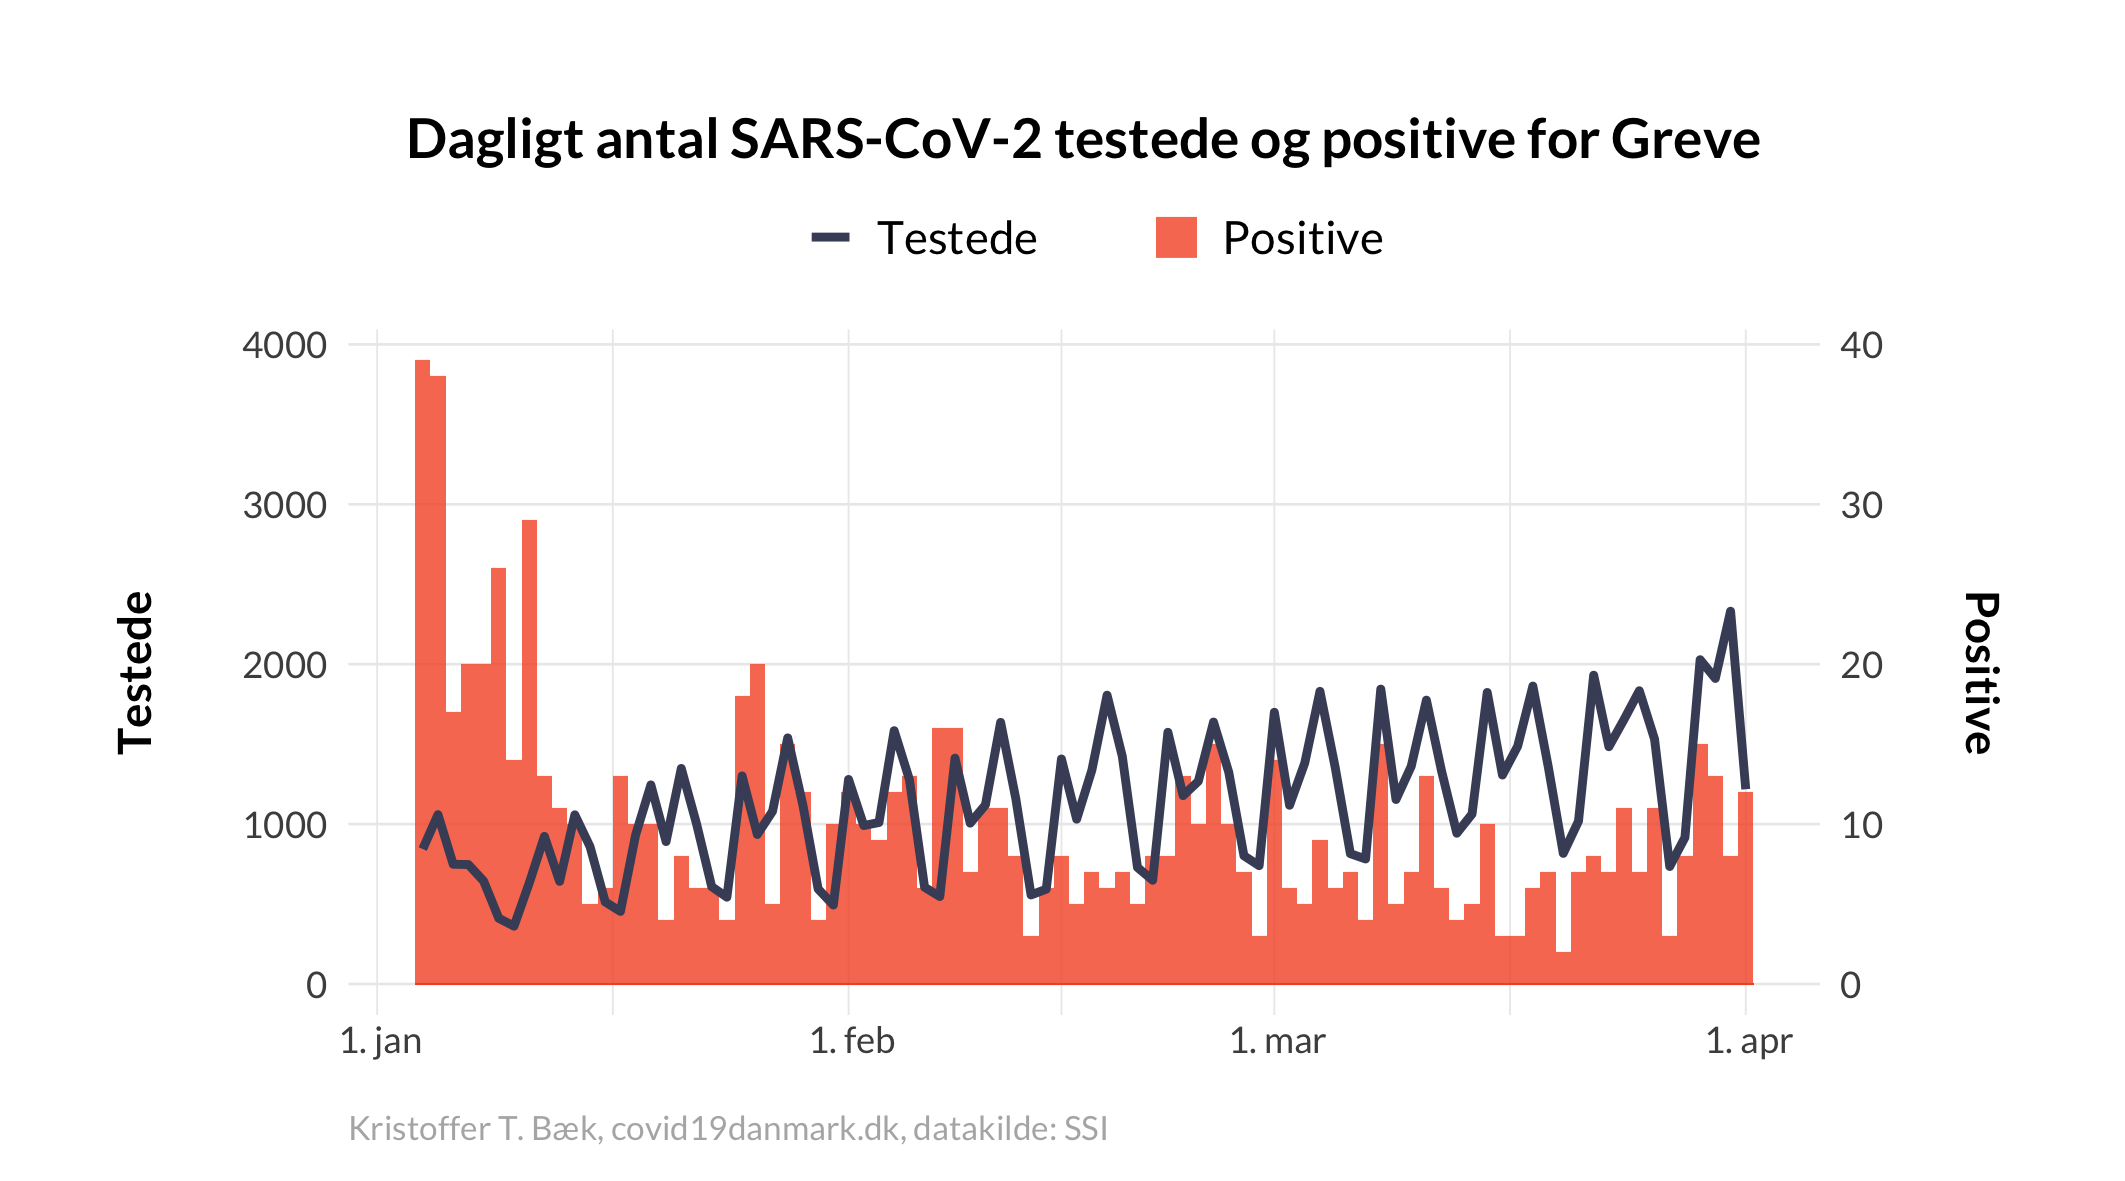 Dagligt antal SARS-CoV-2 testede og positive for Greve
Testede Positive
4000 40
3000 30
2000 20
1000 10
0 0
Testede
Positive
1. jan 1. feb 1. mar 1. apr
Kristoffer T. Bæk, covid19danmark.dk, datakilde: SSI